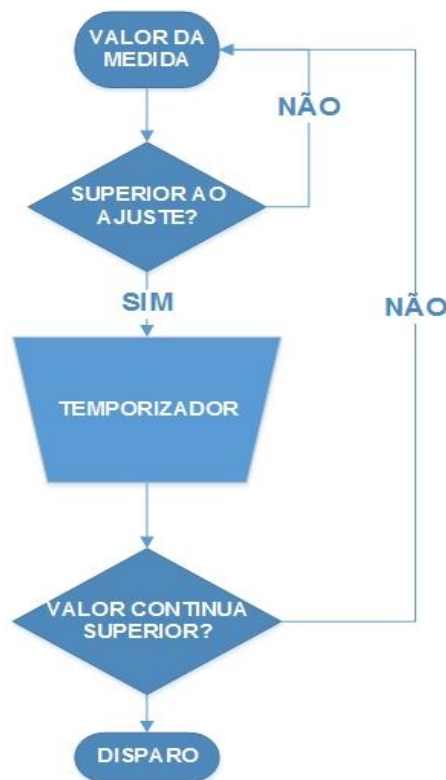 VALOR DA
MEDIDA
NÃO
SUPERIOR AO
AJUSTE?
SIM
NÃO
TEMPORIZADOR
VALOR CONTINUA
SUPERIOR?
DISPARO